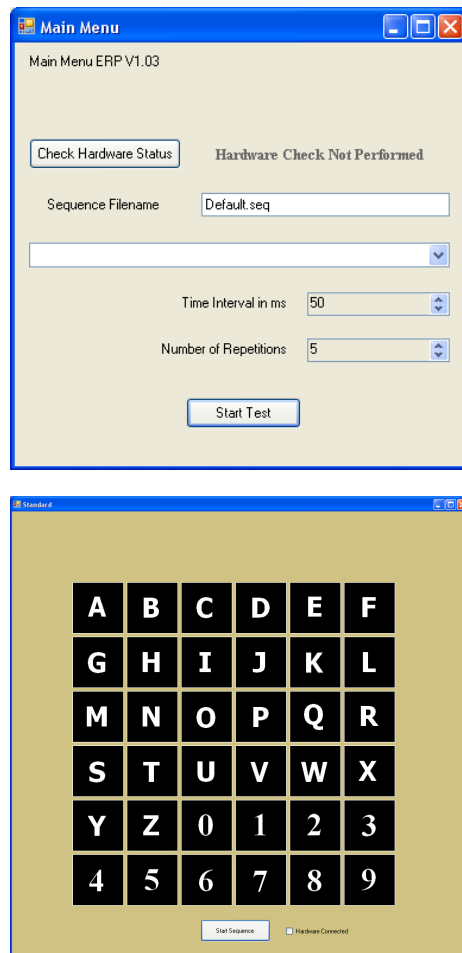 Main Menu
Main Menu ERP V1.03
Check Hardware Status Hardware Check Not Performed
Sequence Filename Default.seq
Time Interval in ms 50
Number of Repetitions 5
Start Test
Standard
A B C D E F
G H I J K L
M N O P Q R
S T U V W X
Y Z 0 1 2 3
4 5 6 7 8 9
Start Sequence Hardware Connected